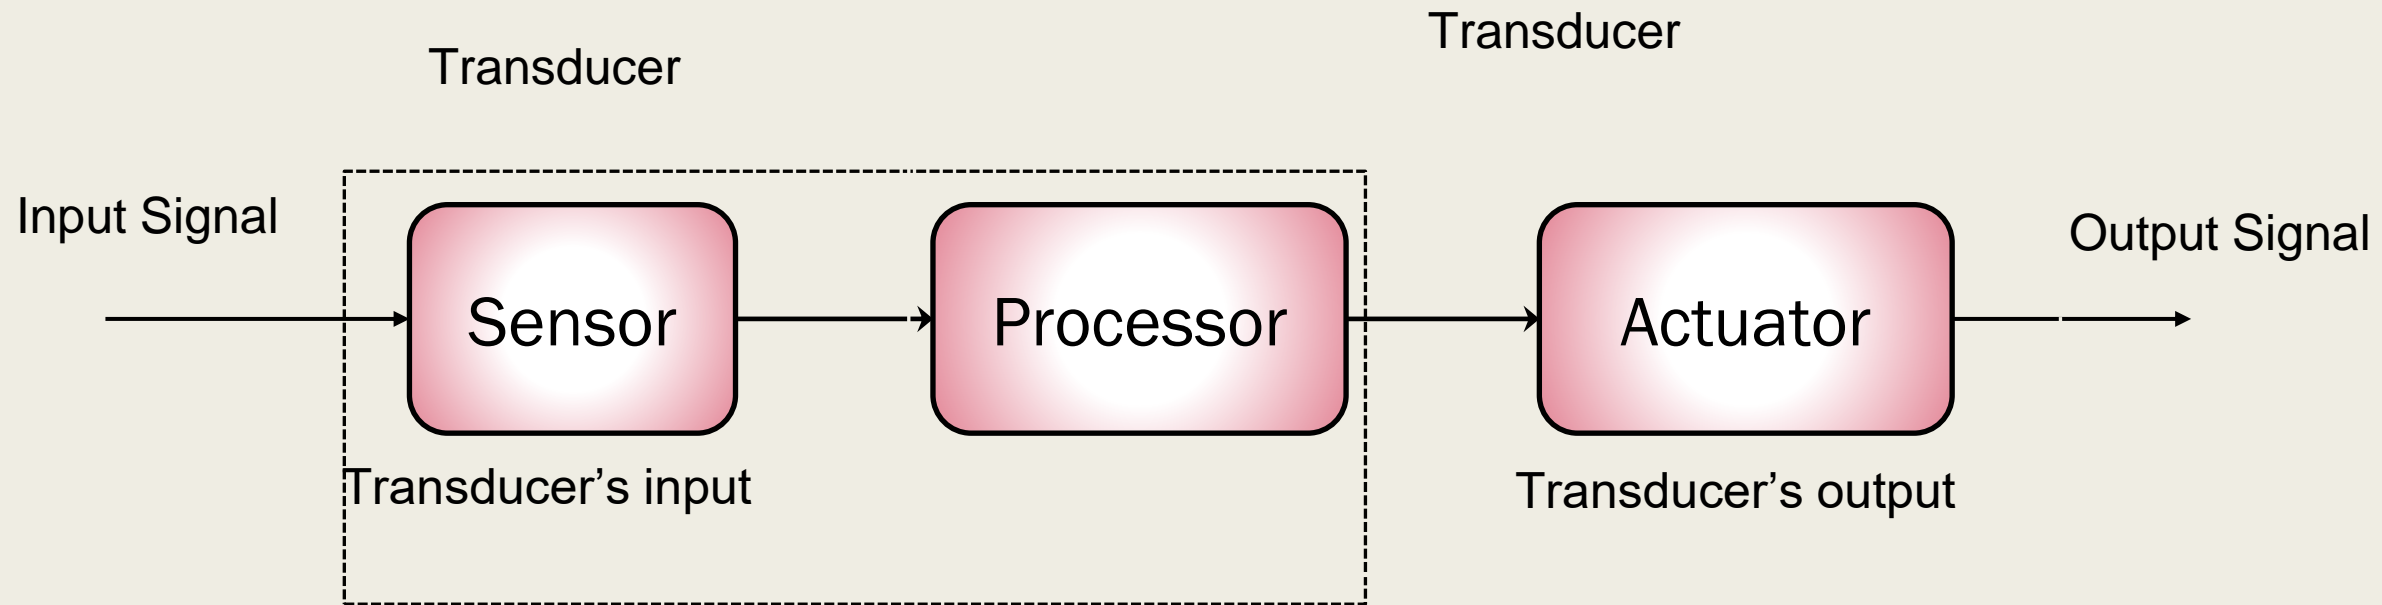 Transducer
Transducer
Input Signal
Output Signal
Sensor
Processor
Actuator
Transducer’s input
Transducer’s output